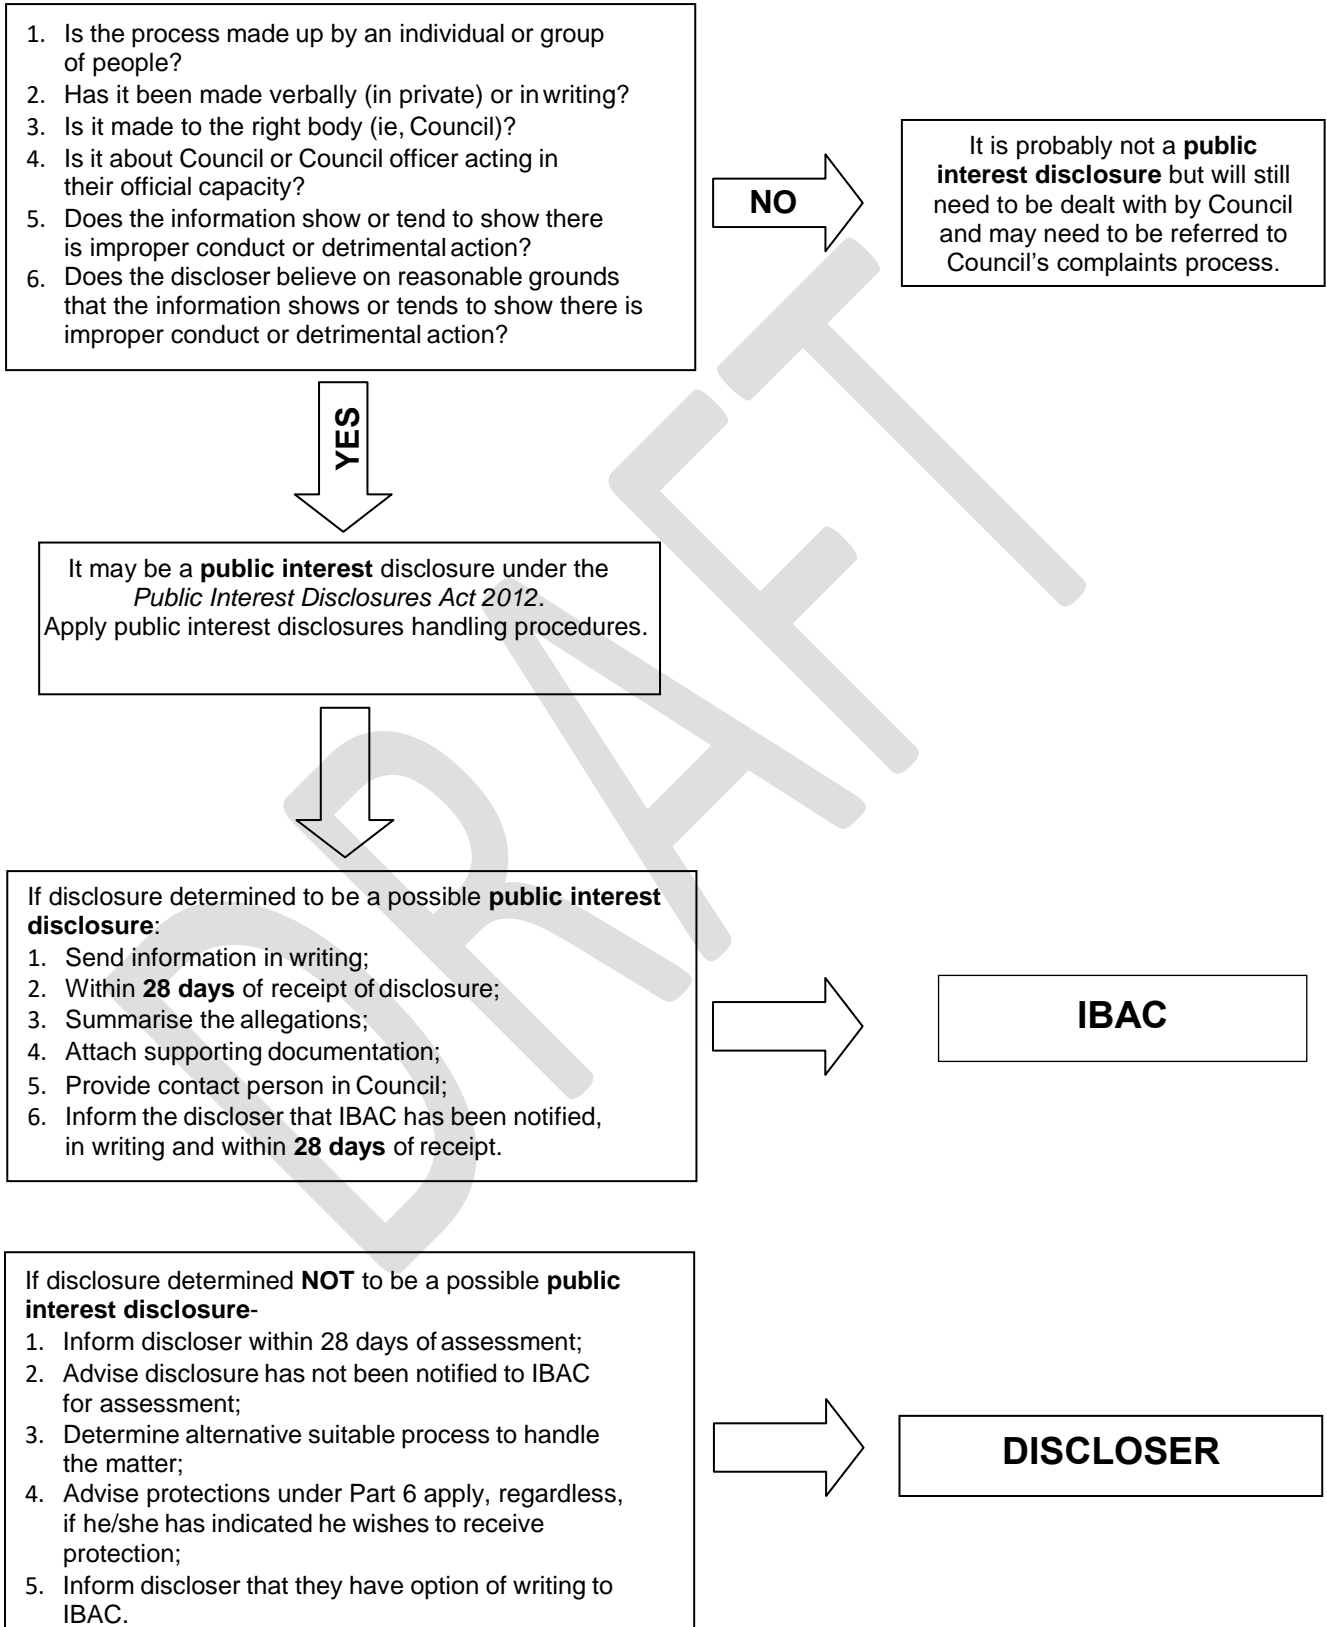 1. Is the process made up by an individual or group
of people?
2. Has it been made verbally (in private) or in writing?
3. Is it made to the right body (ie, Council)?
4. Is it about Council or Council officer acting in
their official capacity?
5. Does the information show or tend to show there
is improper conduct or detrimental action?
6. Does the discloser believe on reasonable grounds
that the information shows or tends to show there is
improper conduct or detrimental action?
NO
It is probably not a public
interest disclosure but will still
need to be dealt with by Council
and may need to be referred to
Council's complaints process.
YES
It may be a public interest disclosure under the
Public Interest Disclosures Act 2012.
Apply public interest disclosures handling procedures.
If disclosure determined to be a possible public interest
disclosure:
1. Send information in writing;
2. Within 28 days of receipt of disclosure;
3. Summarise the allegations;
4. Attach supporting documentation;
5. Provide contact person in Council;
6. Inform the discloser that IBAC has been notified,
in writing and within 28 days of receipt.
IBAC
If disclosure determined NOT to be a possible public
interest disclosure-
1. Inform discloser within 28 days of assessment;
2. Advise disclosure has not been notified to IBAC
for assessment;
3. Determine alternative suitable process to handle
the matter;
4. Advise protections under Part 6 apply, regardless,
if he/she has indicated he wishes to receive
protection;
5. Inform discloser that they have option of writing to
IBAC.
DISCLOSER
DRAFT